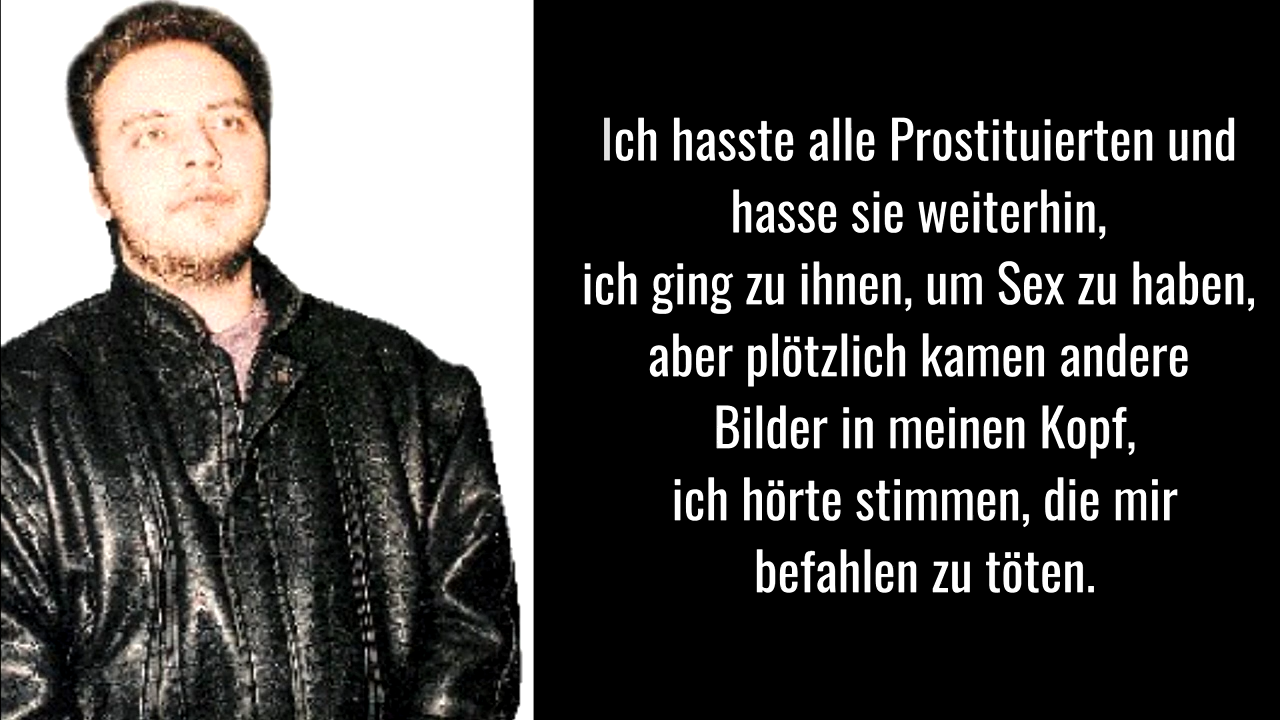 Ich hasste alle Prostituierten und
hasse sie weiterhin,
ich ging zu ihnen, um Sex zu haben,
aber plötzlich kamen andere
Bilder in meinen Kopf,
ich hörte stimmen, die mir
befahlen zu töten.